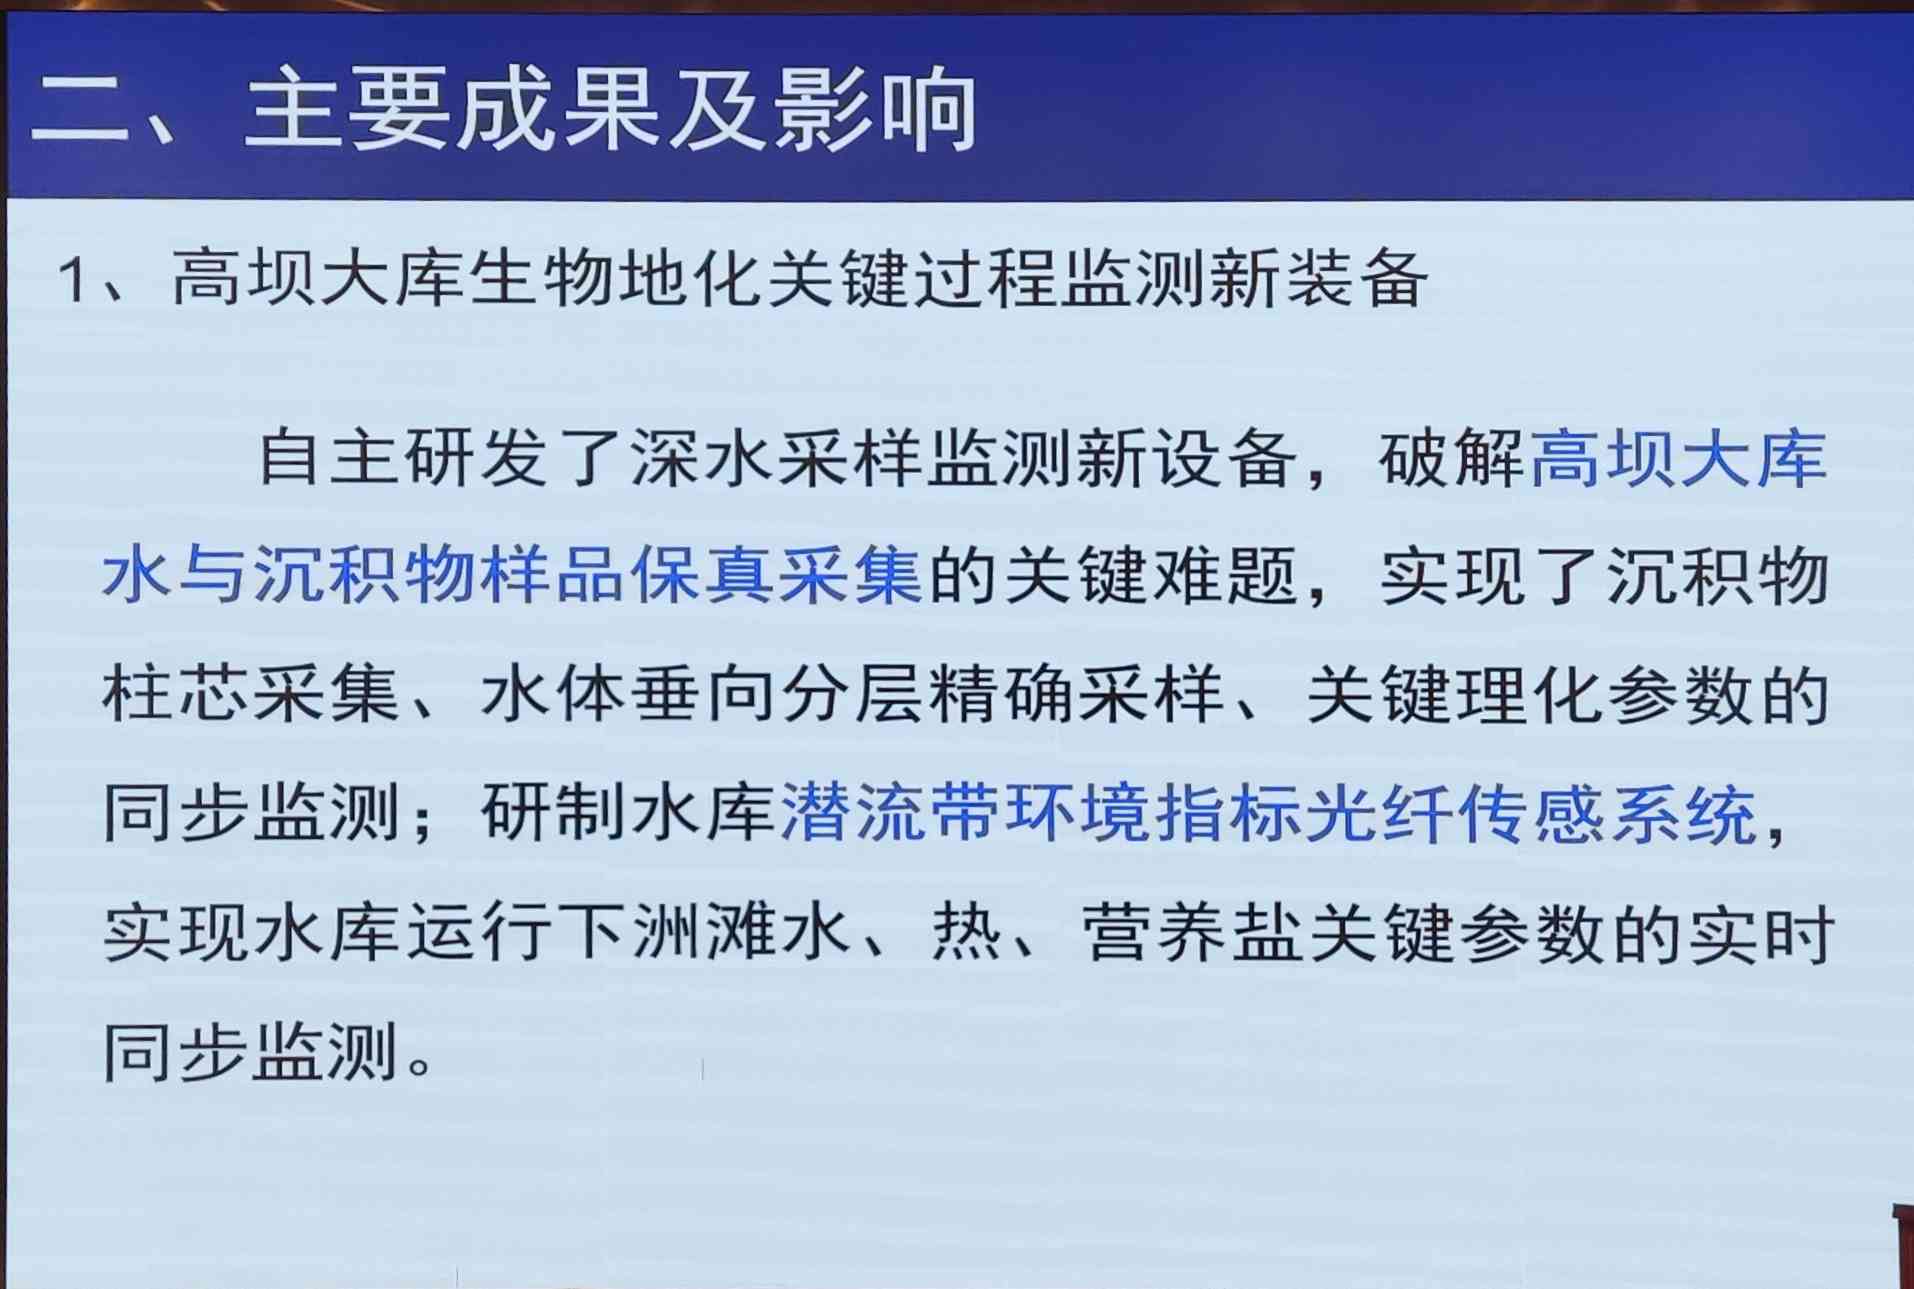 二、主要成果及影响
1、高坝大库生物地化关键过程监测新装备
自主研发了深水采样监测新设备，破解高坝大库
水与沉积物样品保真采集的关键难题，实现了沉积物
柱芯采集、水体垂向分层精确采样、关键理化参数的
同步监测；研制水库潜流带环境指标光纤传感系统，
实现水库运行下洲滩水、热、营养盐关键参数的实时
同步监测。